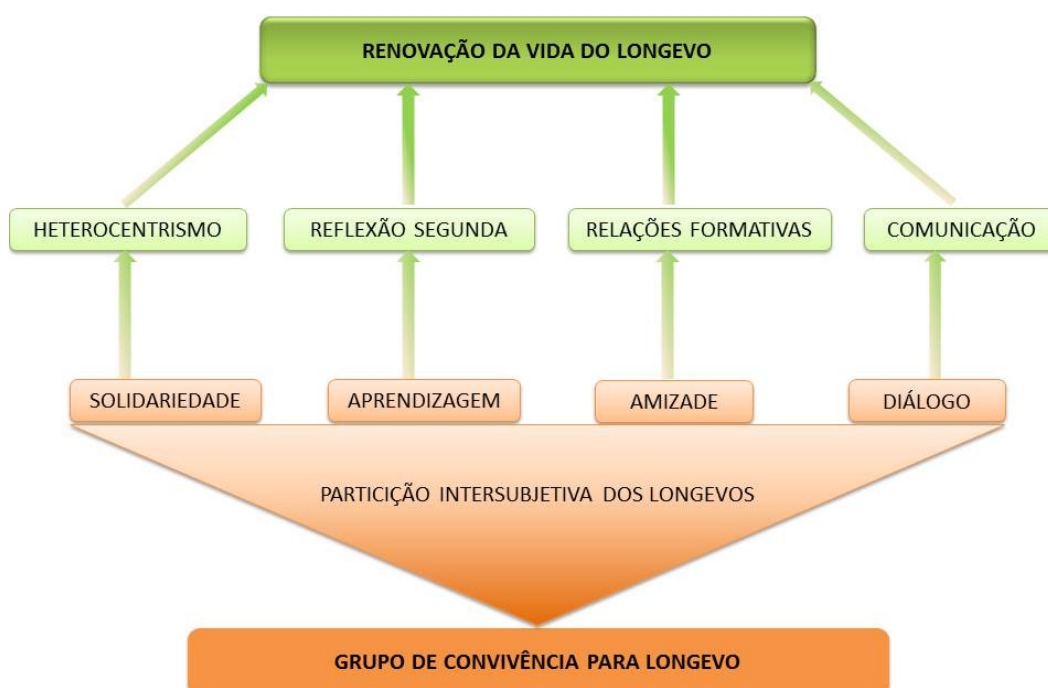 RENOVAÇÃO DA VIDA DO LONGEVO
HETEROCENTRISMO
REFLEXÃO SEGUNDA
RELAÇÕES FORMATIVAS
COMUNICAÇÃO
SOLIDARIEDADE
APRENDIZAGEM
AMIZADE
DIÁLOGO
PARTICIÇÃO INTERSUBJETIVA DOS LONGEVOS
GRUPO DE CONVIVÊNCIA PARA LONGEVO